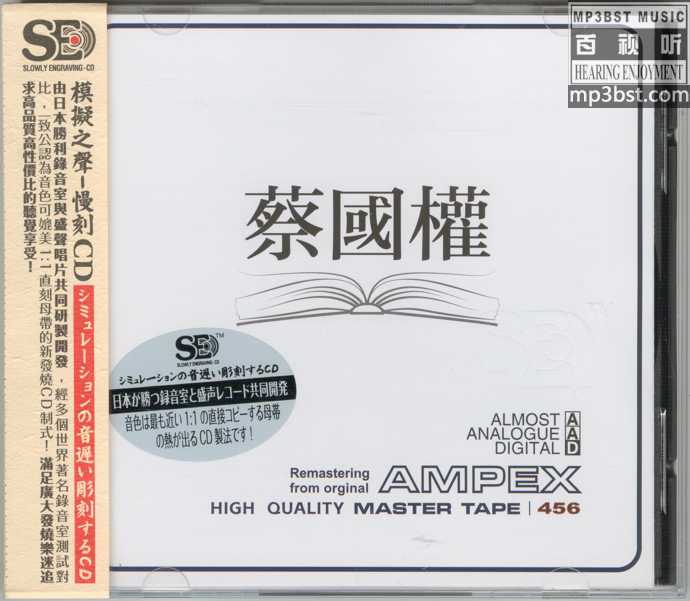 MP3BST MUSIC
百视听
HEARING ENJOYMENT
mp3bst.com
SED
SLOWLY ENGRAVING-CD
模擬之聲-慢刻CD
シミュレーションの音遅い彫刻するCD
由日本勝利錄音室與盛聲唱片共同研製開發，經多個世界著名錄音室測試對
比，一致公認為音色可媲美1:1直刻母帶的新發燒CD制式！滿足廣大發燒樂迷追
求高品質高性價比的聽覺享受！
蔡國權
SED™
SLOWLY ENGRAVING-CD
シミュレーションの音遅い彫刻するCD
日本が勝つ録音室と盛声レコード共同開発
音色は最も近い1:1の直接コピーする母帯
の熱が出るCD製法です！
ALMOST A
ANALOGUE A
DIGITAL D
Remastering
from orginal AMPEX
HIGH QUALITY MASTER TAPE | 456